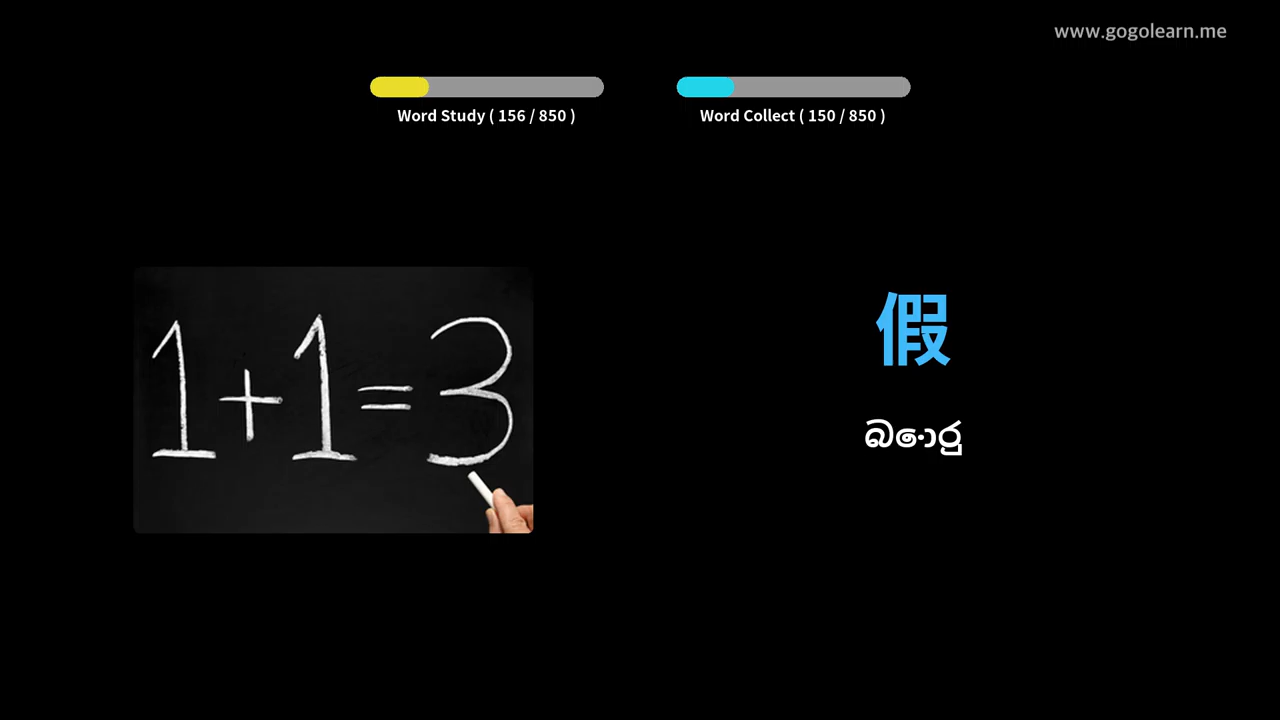 www.gogolearn.me
Word Study ( 156 / 850 )
Word Collect ( 150 / 850 )
1+1=3
假
බොරු